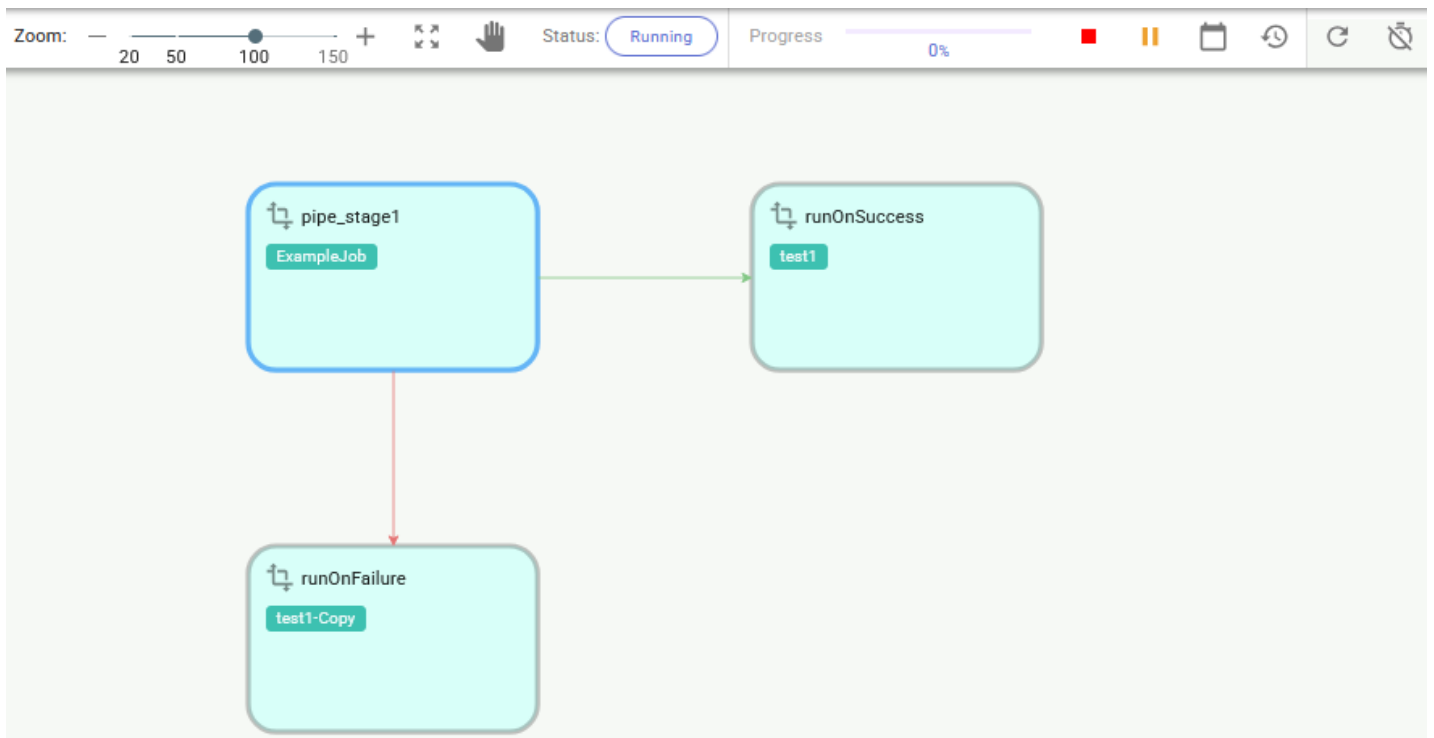 Zoom: 20 50 100 150 Status: Running Progress 0%
pipe_stage1
ExampleJob
runOnSuccess
test1
runOnFailure
test1-Copy